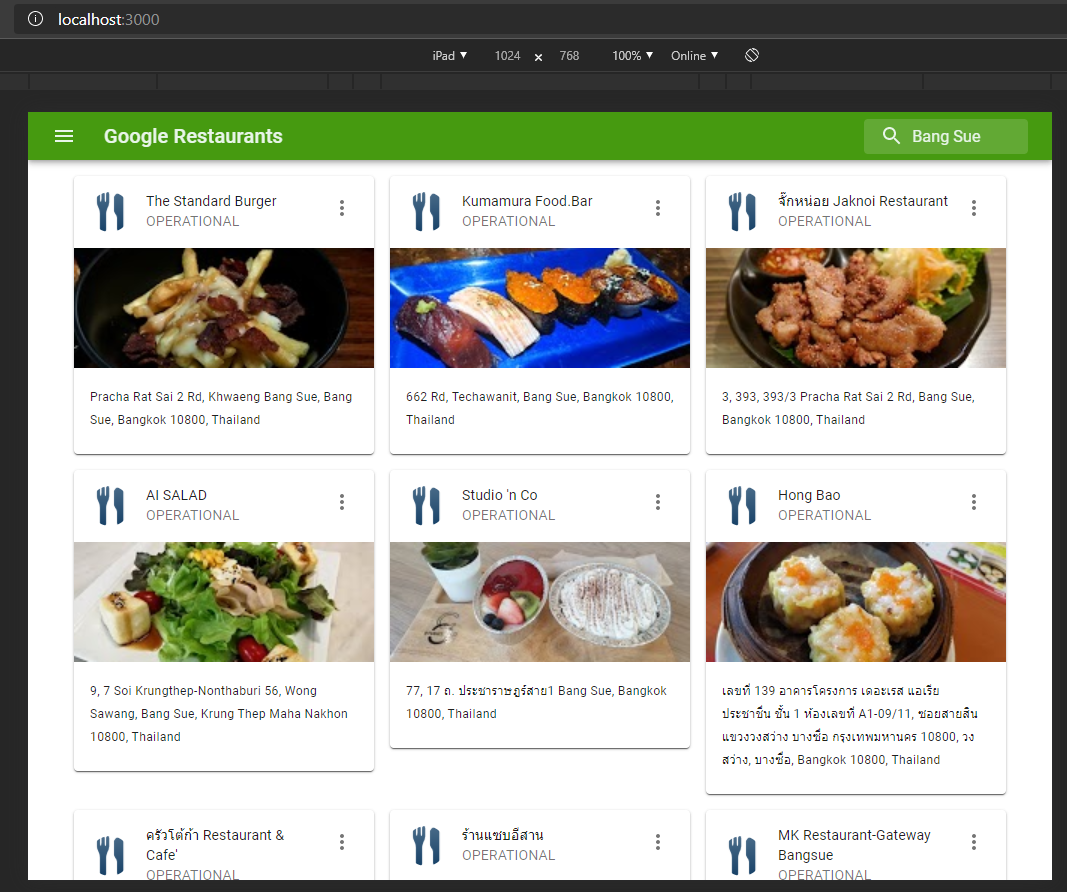 localhost:3000
iPad ▼ 1024 × 768 100% ▼ Online ▼
Google Restaurants
Bang Sue
The Standard Burger
OPERATIONAL
Pracha Rat Sai 2 Rd, Khwaeng Bang Sue, Bang
Sue, Bangkok 10800, Thailand
Kumamura Food.Bar
OPERATIONAL
662 Rd, Techawanit, Bang Sue, Bangkok 10800,
Thailand
จั๊กหน่อย Jaknoi Restaurant
OPERATIONAL
3, 393, 393/3 Pracha Rat Sai 2 Rd, Bang Sue,
Bangkok 10800, Thailand
AI SALAD
OPERATIONAL
9, 7 Soi Krungthep-Nonthaburi 56, Wong
Sawang, Bang Sue, Krung Thep Maha Nakhon
10800, Thailand
Studio 'n Co
OPERATIONAL
77, 17 ถ. ประชาราษฎร์สาย1 Bang Sue, Bangkok
10800, Thailand
Hong Bao
OPERATIONAL
เลขที่ 139 อาคารโครงการ เดอะเรส แอเรีย
ประชาชื่น ชั้น 1 ห้องเลขที่ A1-09/11, ซอยสายสิน
แขวงวงสว่าง บางซื่อ กรุงเทพมหานคร 10800, วง
สว่าง, บางซื่อ, Bangkok 10800, Thailand
ครัวโต้ก้า Restaurant &
Cafe'
OPERATIONAL
ร้านแซบอีสาน
OPERATIONAL
MK Restaurant-Gateway
Bangsue
OPERATIONAL